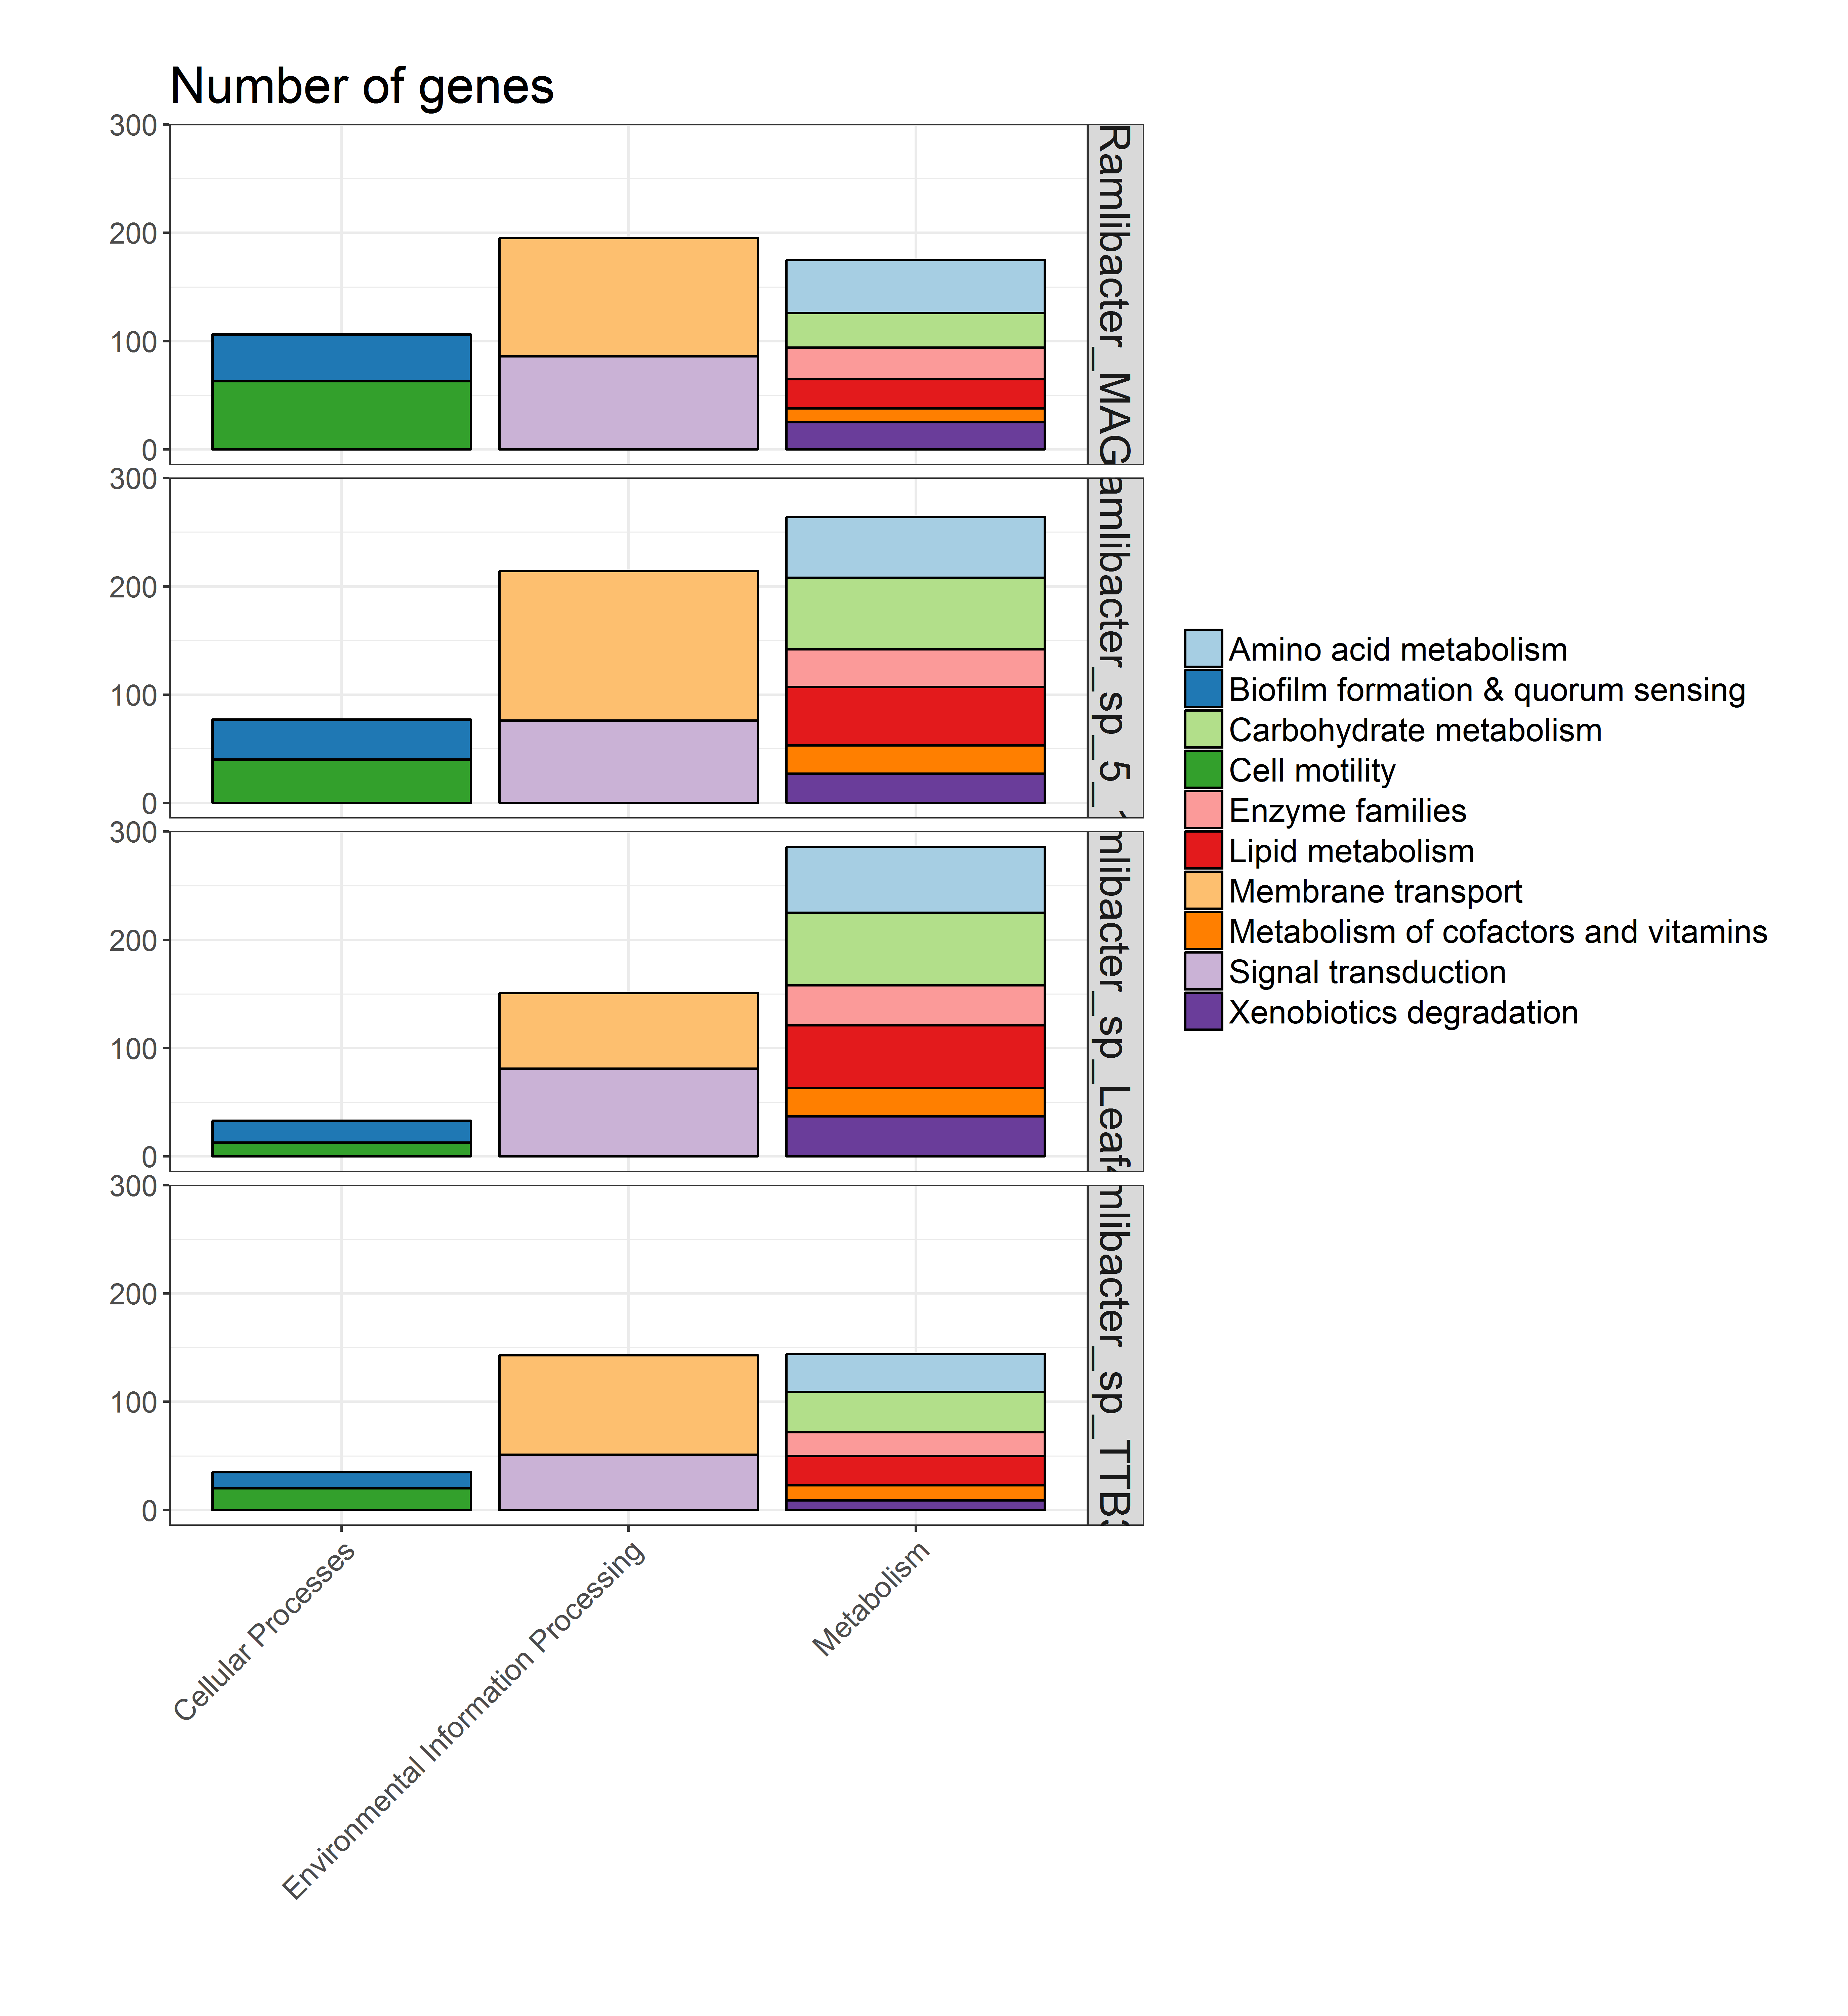 Number of genes
300
200
100
0
Ramlibacter_MAG
300
200
100
0
amlibacter_sp_5_
300
200
100
0
mlibacter_sp_Leaf
300
200
100
0
mlibacter_sp_TTB
Cellular Processes
Environmental Information Processing
Metabolism
Amino acid metabolism
Biofilm formation & quorum sensing
Carbohydrate metabolism
Cell motility
Enzyme families
Lipid metabolism
Membrane transport
Metabolism of cofactors and vitamins
Signal transduction
Xenobiotics degradation